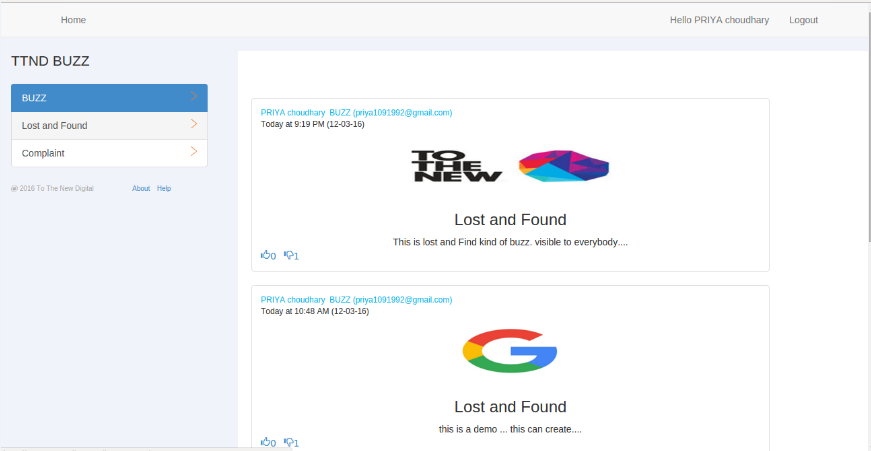 Home
Hello PRIYA choudhary
Logout
TTND BUZZ
BUZZ
Lost and Found
Complaint
@ 2016 To The New Digital
About
Help
PRIYA choudhary BUZZ (priya1091992@gmail.com)
Today at 9:19 PM (12-03-16)
TO
THE
NEW
Lost and Found
This is lost and Find kind of buzz. visible to everybody....
0
1
PRIYA choudhary BUZZ (priya1091992@gmail.com)
Today at 10:48 AM (12-03-16)
G
Lost and Found
this is a demo ... this can create....
0
1